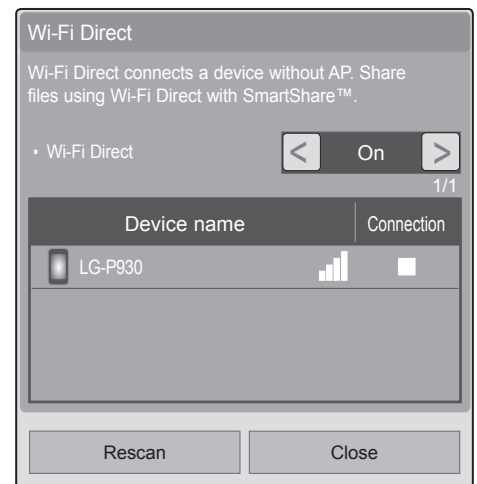 Wi-Fi Direct
Wi-Fi Direct connects a device without AP. Share
files using Wi-Fi Direct with SmartShare™.
• Wi-Fi Direct < On >
1/1
Device name Connection
LG-P930
Rescan Close